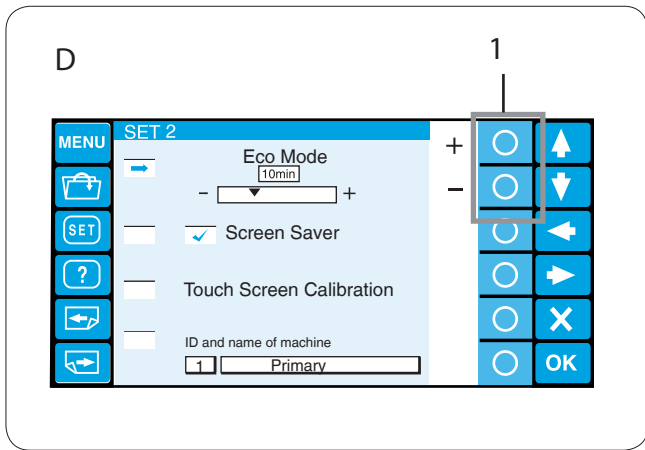 D
1
MENU
SET 2
+
Eco Mode
10min
-
- +
SET
Screen Saver
?
Touch Screen Calibration
ID and name of machine
1 Primary
OK